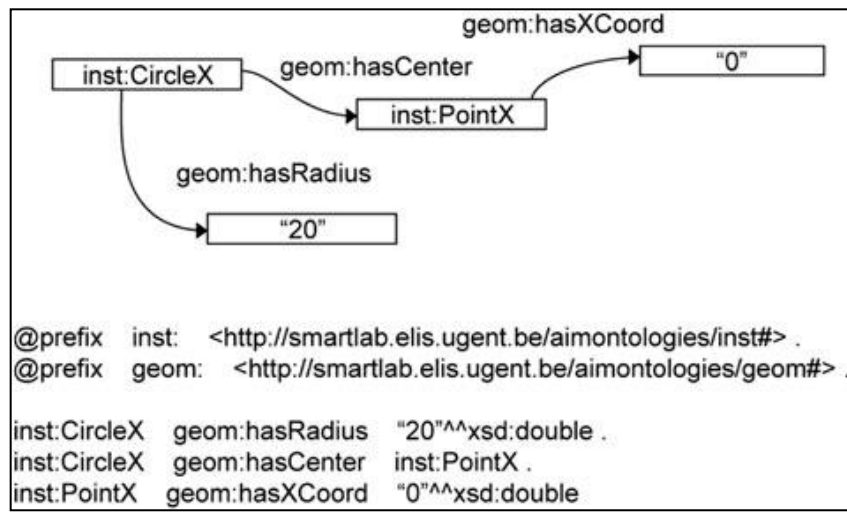 geom:hasXCoord
inst:CircleX
geom:hasCenter
“0”
inst:PointX
geom:hasRadius
“20”
@prefix inst: <http://smartlab.elis.ugent.be/aimontologies/inst#> .
@prefix geom: <http://smartlab.elis.ugent.be/aimontologies/geom#> .
inst:CircleX geom:hasRadius “20”^^xsd:double .
inst:CircleX geom:hasCenter inst:PointX .
inst:PointX geom:hasXCoord “0”^^xsd:double